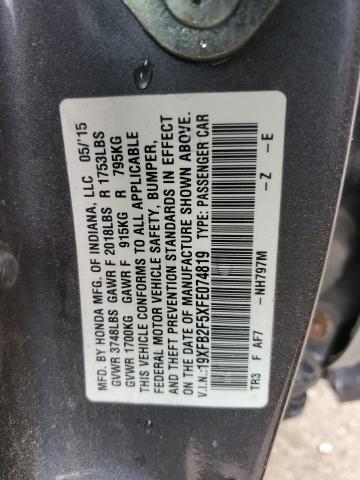 MFD. BY HONDA MFG. OF INDIANA, LLC 05/'15
GVWR 3748LBS GAWR F 2018LBS R 1753LBS
GVWR 1700KG GAWR F 915KG R 795KG
THIS VEHICLE CONFORMS TO ALL APPLICABLE
FEDERAL MOTOR VEHICLE SAFETY, BUMPER,
AND THEFT PREVENTION STANDARDS IN EFFECT
ON THE DATE OF MANUFACTURE SHOWN ABOVE.
V.I.N.:19XFB2F5XFE074819 TYPE: PASSENGER CAR
-NH797M -Z -E
TR3 F AF7